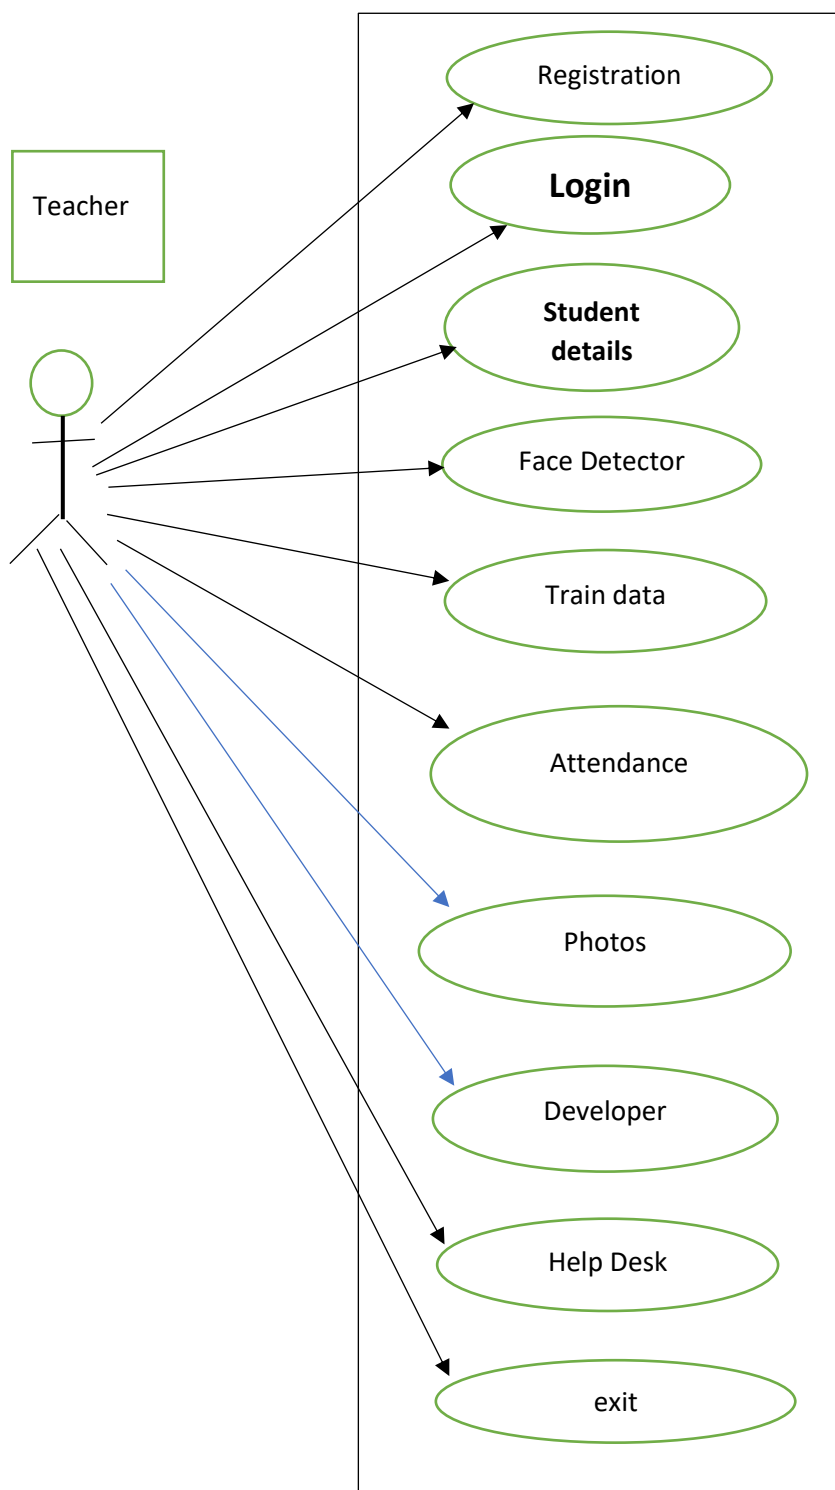 Registration
Login
Teacher
Student
details
Face Detector
Train data
Attendance
Photos
Developer
Help Desk
exit